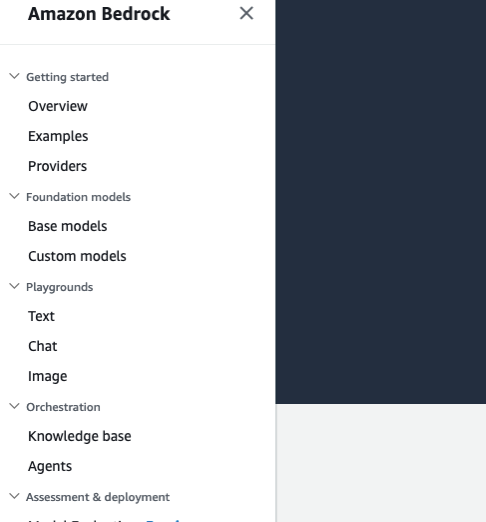 Amazon Bedrock
Getting started
Overview
Examples
Providers
Foundation models
Base models
Custom models
Playgrounds
Text
Chat
Image
Orchestration
Knowledge base
Agents
Assessment & deployment